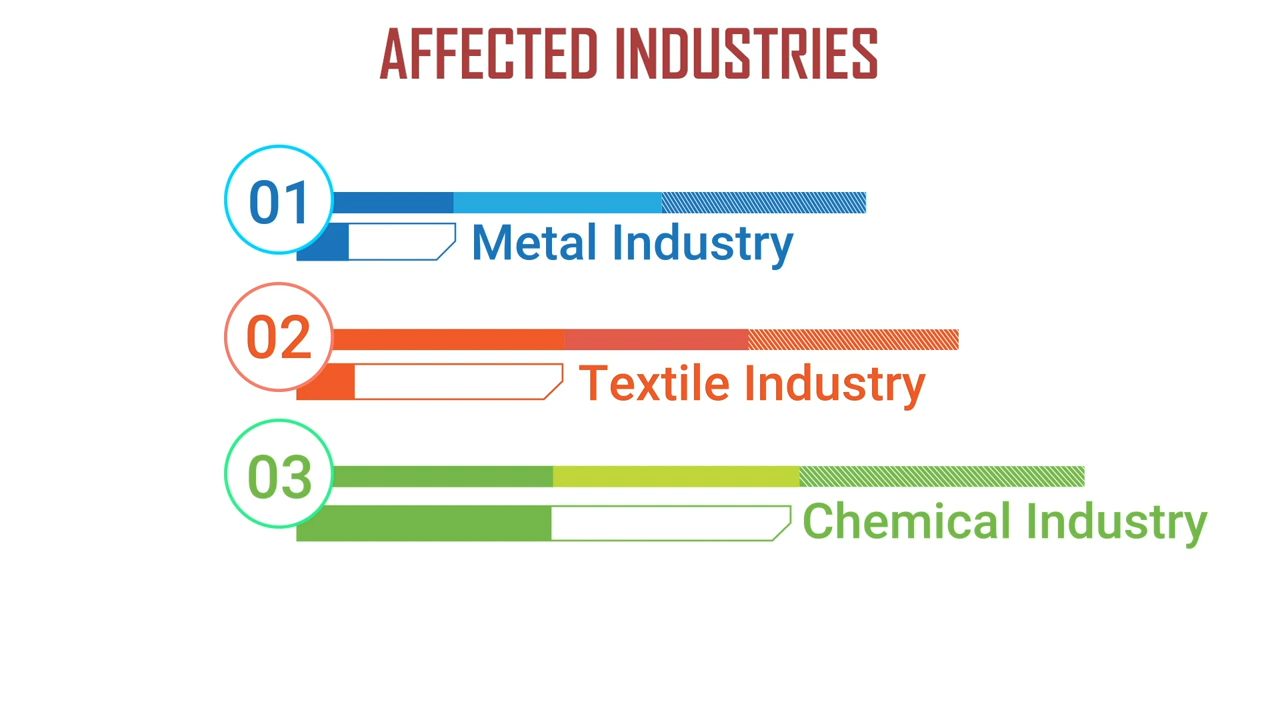 AFFECTED INDUSTRIES
01
Metal Industry
02
Textile Industry
03
Chemical Industry